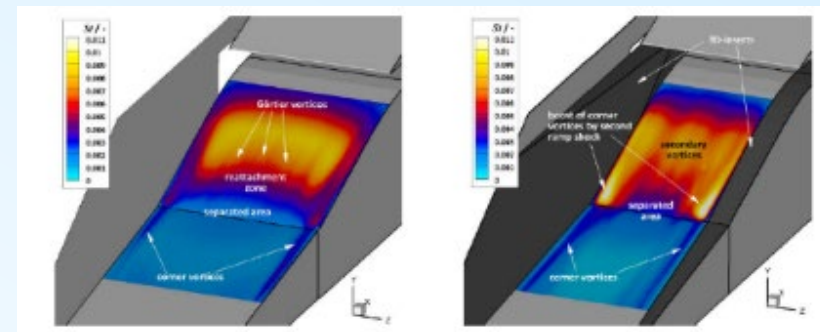 St / -
0.011
0.01
0.009
0.008
0.007
0.006
0.005
0.004
0.003
0.002
0.001
0
Görtler vortices
reattachment
zone
separated area
corner vortices
Y
X
Z
St / -
0.011
0.01
0.009
0.008
0.007
0.006
0.005
0.004
0.003
0.002
0.001
0
boost of corner
vortices by second
ramp shock
secondary
vortices
separated
area
corner vortices
Y
X
Z